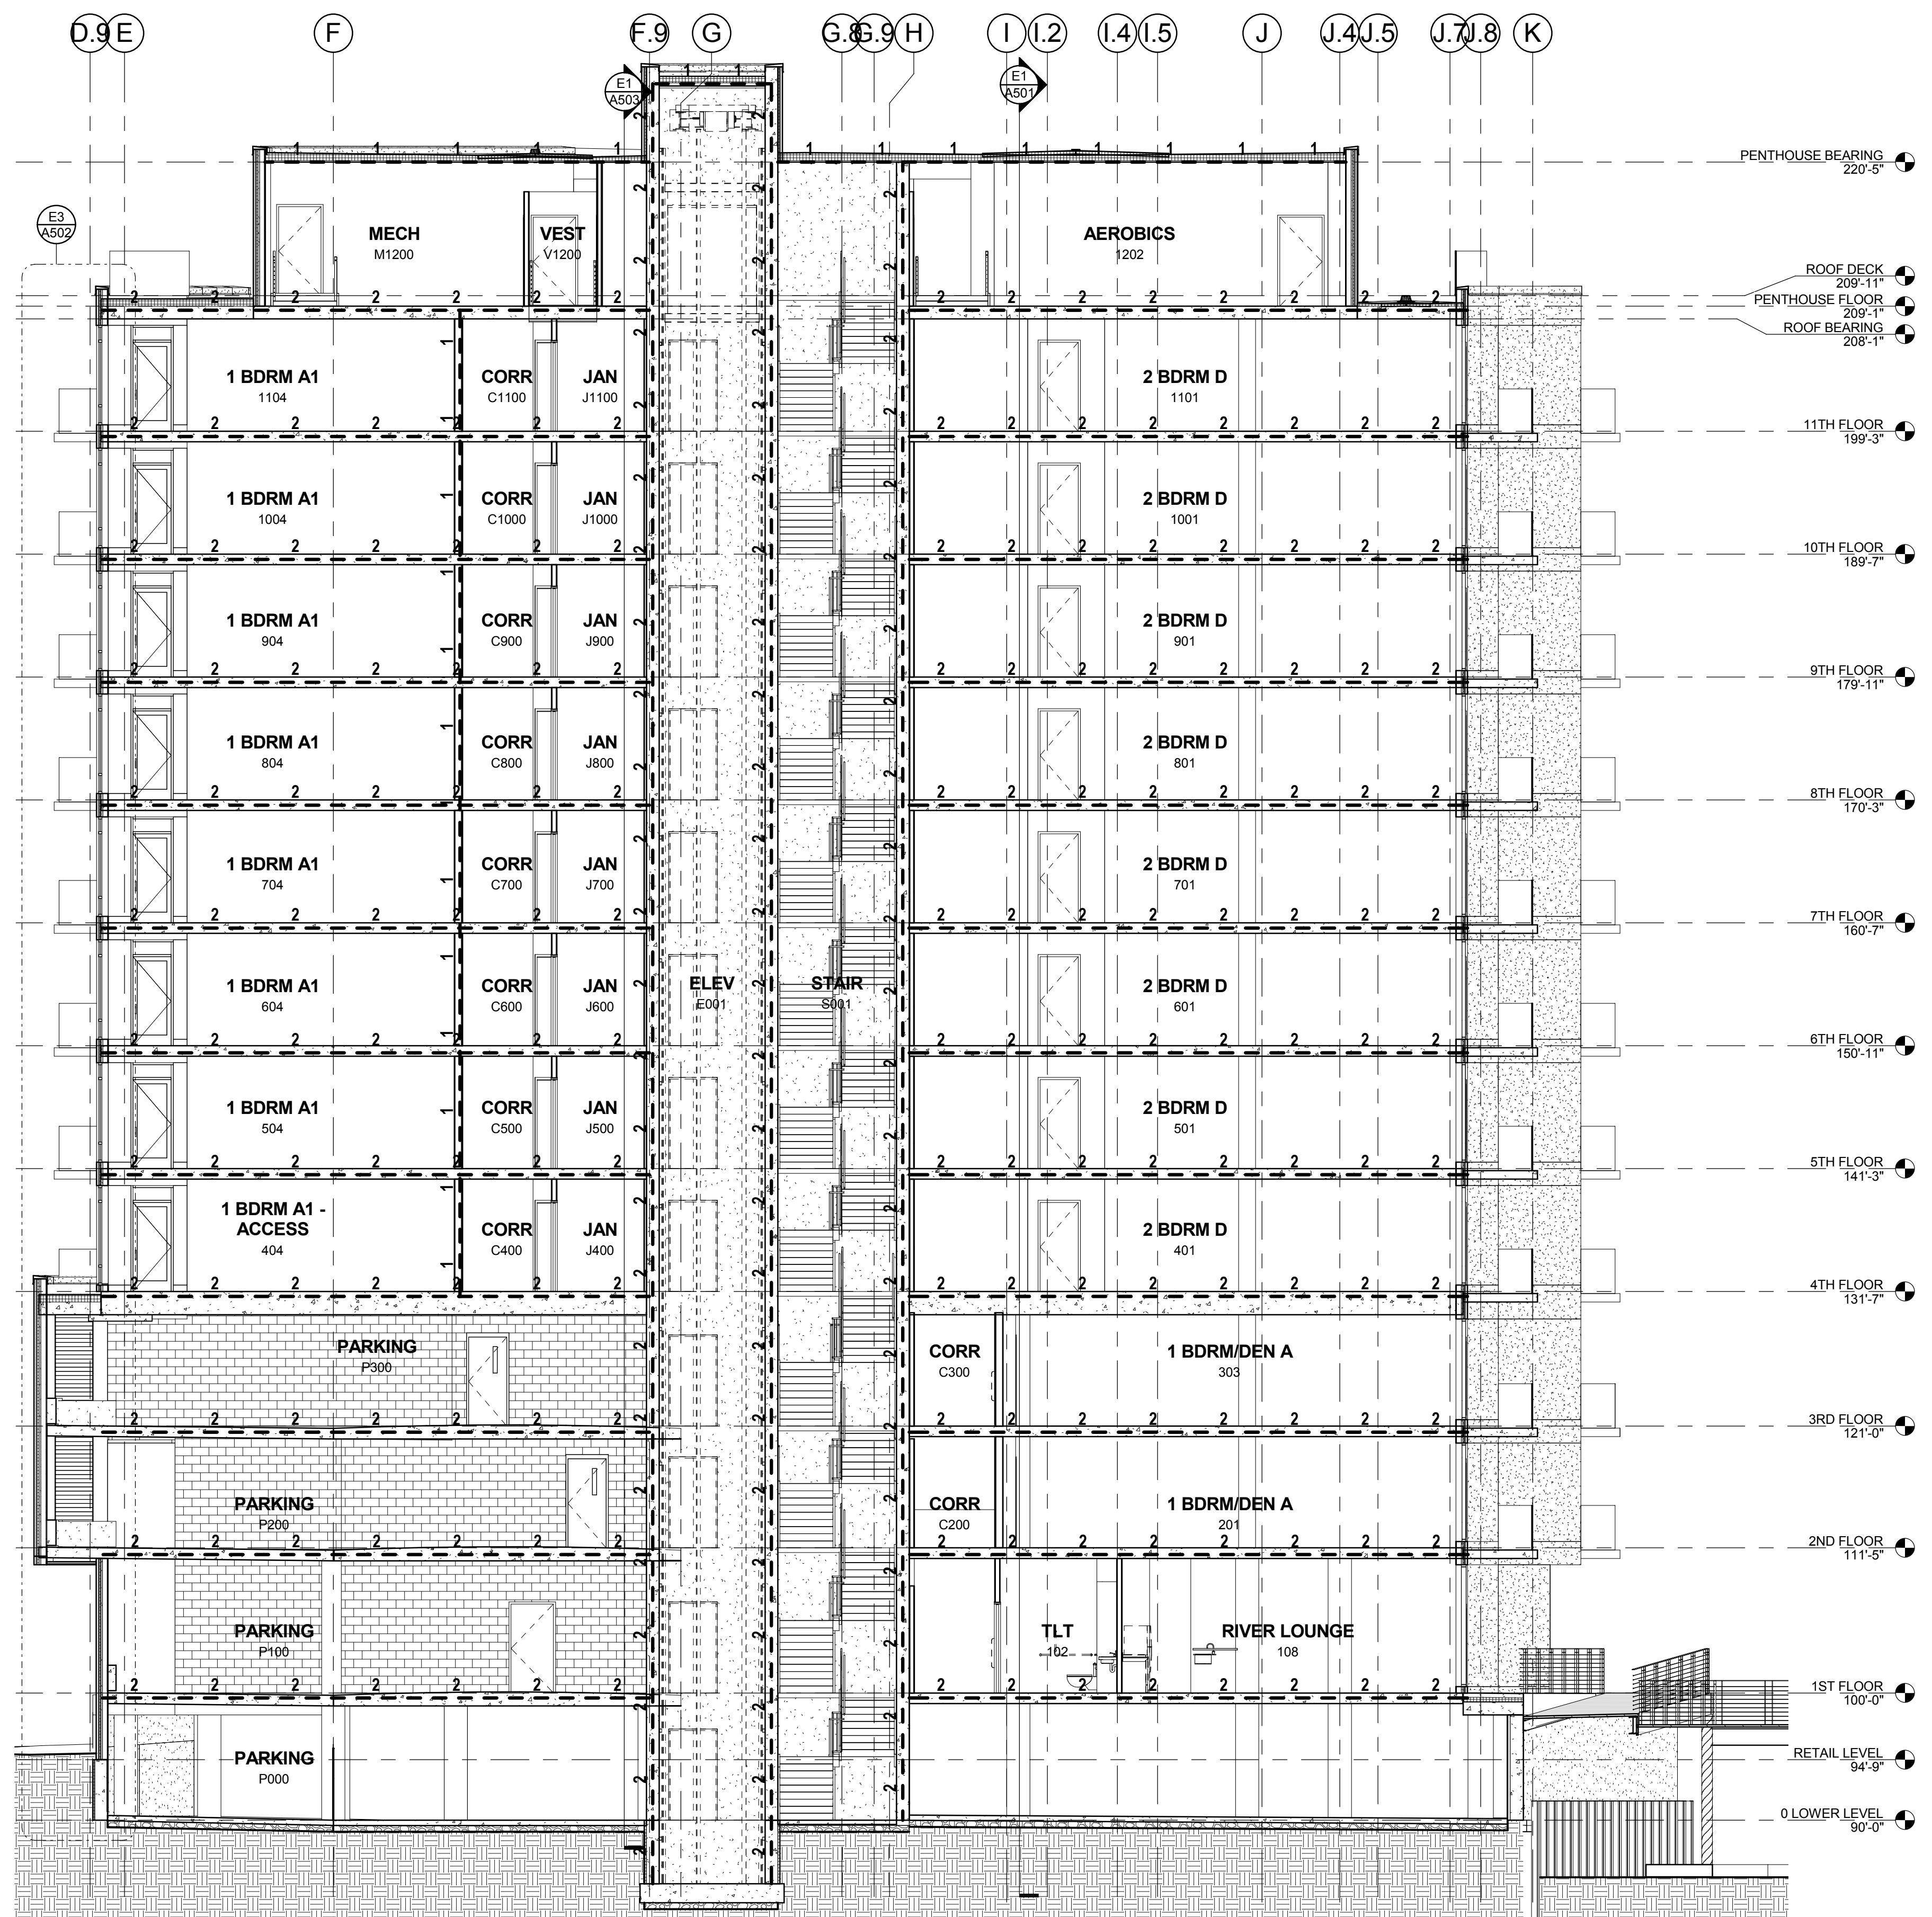 D.9 E F F.9 G G.8 G.9 H I I.2 I.4 I.5 J J.4 J.5 J.7 J.8 K
E1
A503
E1
A501
E3
A502
PENTHOUSE BEARING
220'-5"
MECH
M1200
VEST
V1200
AEROBICS
1202
ROOF DECK
209'-11"
PENTHOUSE FLOOR
209'-1"
ROOF BEARING
208'-1"
1 BDRM A1
1104
CORR
C1100
JAN
J1100
2 BDRM D
1101
11TH FLOOR
199'-3"
1 BDRM A1
1004
CORR
C1000
JAN
J1000
2 BDRM D
1001
10TH FLOOR
189'-7"
1 BDRM A1
904
CORR
C900
JAN
J900
2 BDRM D
901
9TH FLOOR
179'-11"
1 BDRM A1
804
CORR
C800
JAN
J800
2 BDRM D
801
8TH FLOOR
170'-3"
1 BDRM A1
704
CORR
C700
JAN
J700
2 BDRM D
701
7TH FLOOR
160'-7"
1 BDRM A1
604
CORR
C600
JAN
J600
ELEV
E001
STAIR
S001
2 BDRM D
601
6TH FLOOR
150'-11"
1 BDRM A1
504
CORR
C500
JAN
J500
2 BDRM D
501
5TH FLOOR
141'-3"
1 BDRM A1 -
ACCESS
404
CORR
C400
JAN
J400
2 BDRM D
401
4TH FLOOR
131'-7"
PARKING
P300
CORR
C300
1 BDRM/DEN A
303
3RD FLOOR
121'-0"
PARKING
P200
CORR
C200
1 BDRM/DEN A
201
2ND FLOOR
111'-5"
PARKING
P100
TLT
102
RIVER LOUNGE
108
1ST FLOOR
100'-0"
PARKING
P000
RETAIL LEVEL
94'-9"
0 LOWER LEVEL
90'-0"